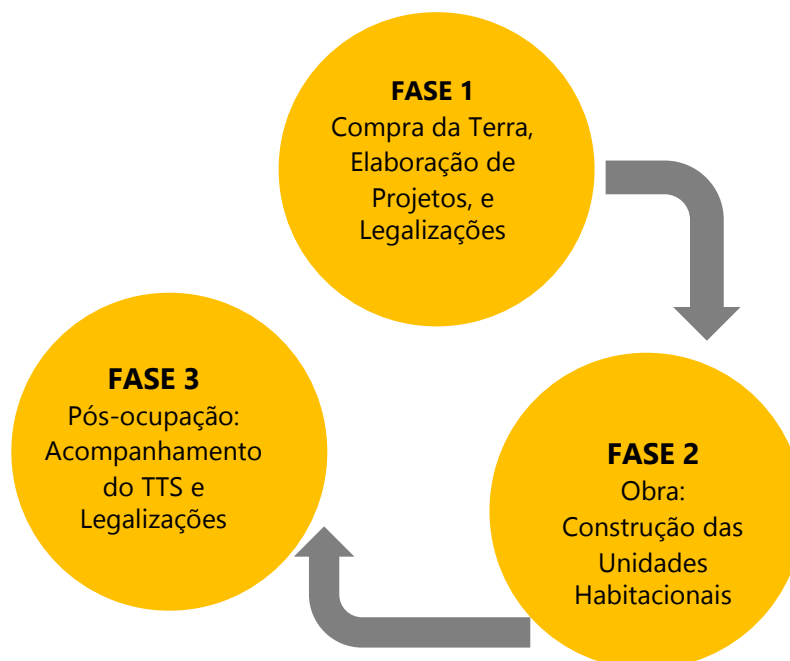 FASE 1
Compra da Terra,
Elaboração de
Projetos, e
Legalizações
FASE 2
Obra:
Construção das
Unidades
Habitacionais
FASE 3
Pós-ocupação:
Acompanhamento
do TTS e
Legalizações